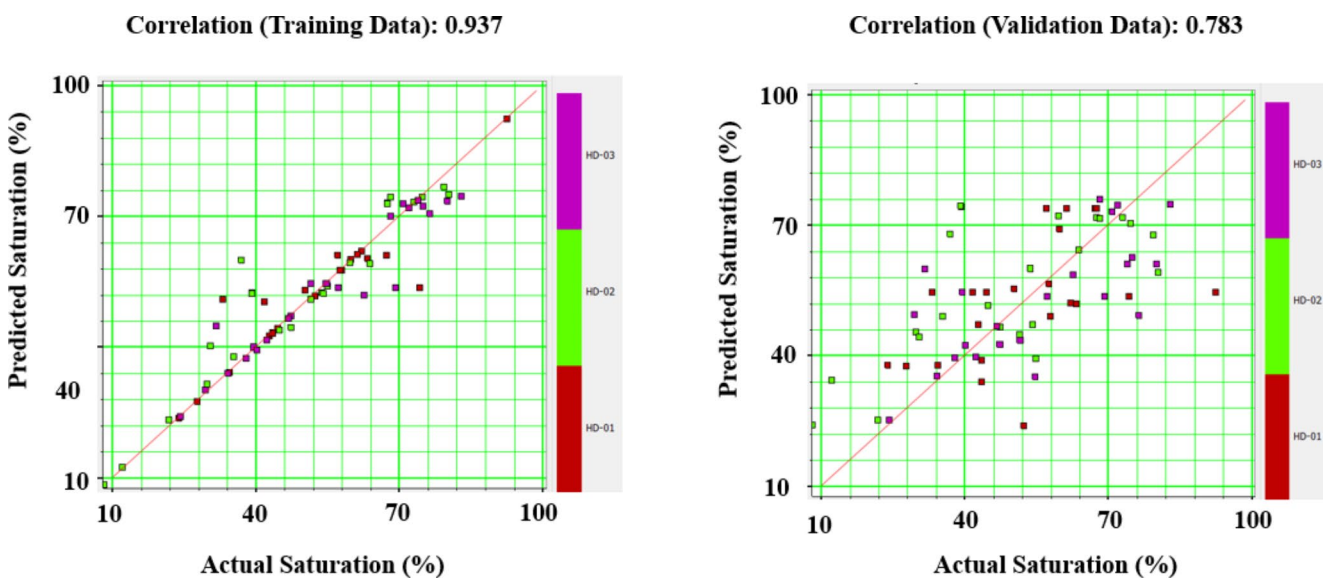 Correlation (Training Data): 0.937
100
70
40
10
10 40 70 100
Predicted Saturation (%)
Actual Saturation (%)
HD-03
HD-02
HD-01
Correlation (Validation Data): 0.783
100
70
40
10
10 40 70 100
Predicted Saturation (%)
Actual Saturation (%)
HD-03
HD-02
HD-01